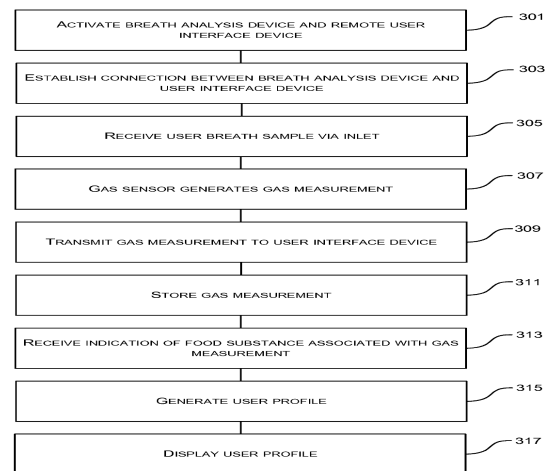 ACTIVATE BREATH ANALYSIS DEVICE AND REMOTE USER
INTERFACE DEVICE
301
ESTABLISH CONNECTION BETWEEN BREATH ANALYSIS DEVICE AND
USER INTERFACE DEVICE
303
RECEIVE USER BREATH SAMPLE VIA INLET
305
GAS SENSOR GENERATES GAS MEASUREMENT
307
TRANSMIT GAS MEASUREMENT TO USER INTERFACE DEVICE
309
STORE GAS MEASUREMENT
311
RECEIVE INDICATION OF FOOD SUBSTANCE ASSOCIATED WITH GAS
MEASUREMENT
313
GENERATE USER PROFILE
315
DISPLAY USER PROFILE
317